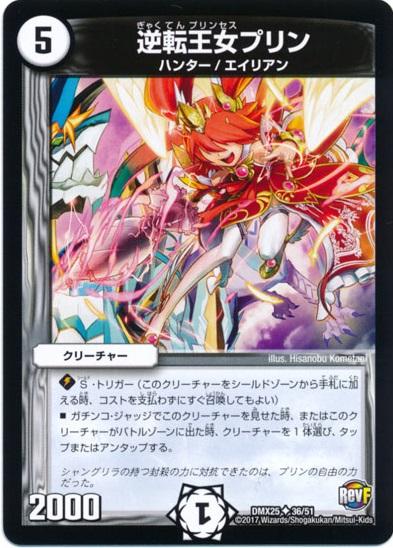 5
ぎゃくてんプリンセス
逆転王女プリン
ハンター / エイリアン
illus. Hisanobu Kometani
クリーチャー
S・トリガー (このクリーチャーをシールドゾーンから手札に加
える時、コストを支払わずにすぐ召喚してもよい)
■ ガチンコ・ジャッジでこのクリーチャーを見せた時、またはこのク
リーチャーがバトルゾーンに出た時、クリーチャーを1体選び、タッ
プまたはアンタップする。
シャングリラの持つ封殺の力に対抗できたのは、プリンの自由の力
だった。
2000
1
DMX25 36/51
©2017 Wizards/Shogakukan/Mitsui-Kids
RevF